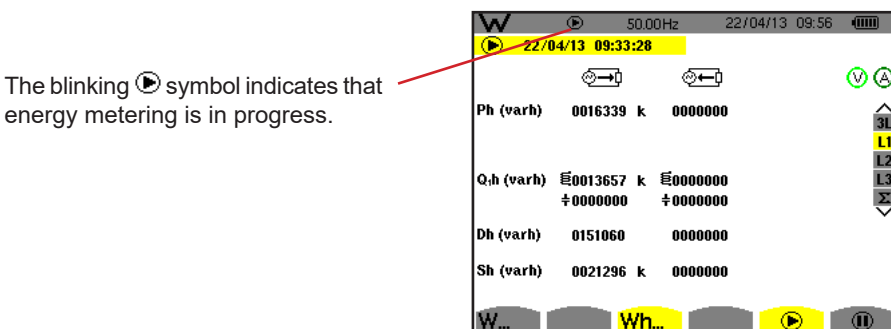 W 50.00Hz 22/04/13 09:56
22/04/13 09:33:28
The blinking symbol indicates that
energy metering is in progress.
V A
Ph (varh) 0016339 k 0000000
3L
L1
L2
L3
Σ
Q₁h (varh) 0013657 k 0000000
0000000 0000000
Dh (varh) 0151060 0000000
Sh (varh) 0021296 k 0000000
W... Wh...